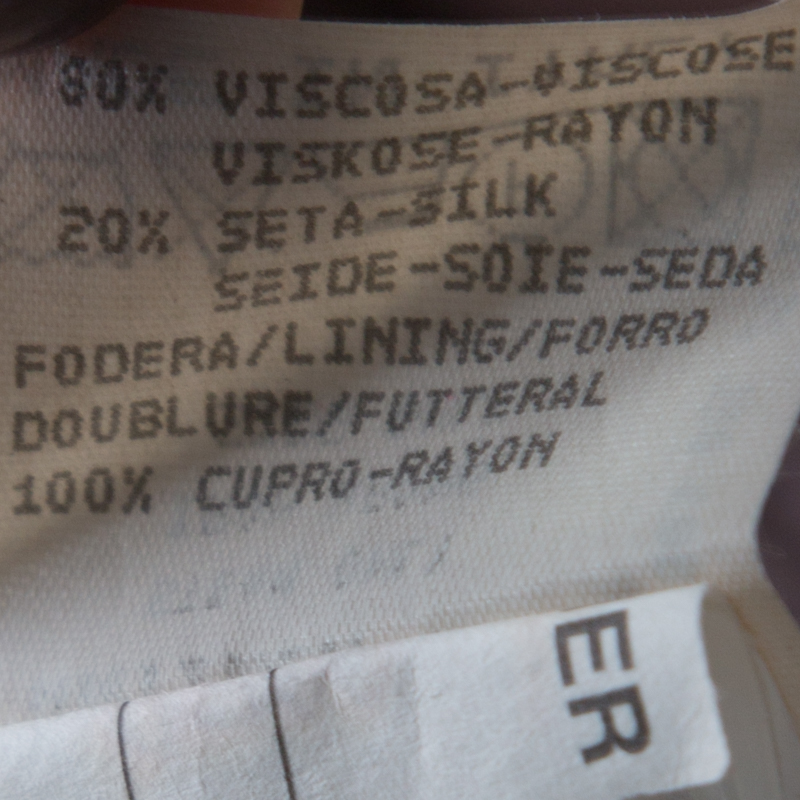 80% VISCOSA-VISCOSE
VISKOSE-RAYON
20% SETA-SILK
SEIDE-SOIE-SEDA
FODERA/LINING/FORRO
DOUBLURE/FUTTERAL
100% CUPRO-RAYON
ER